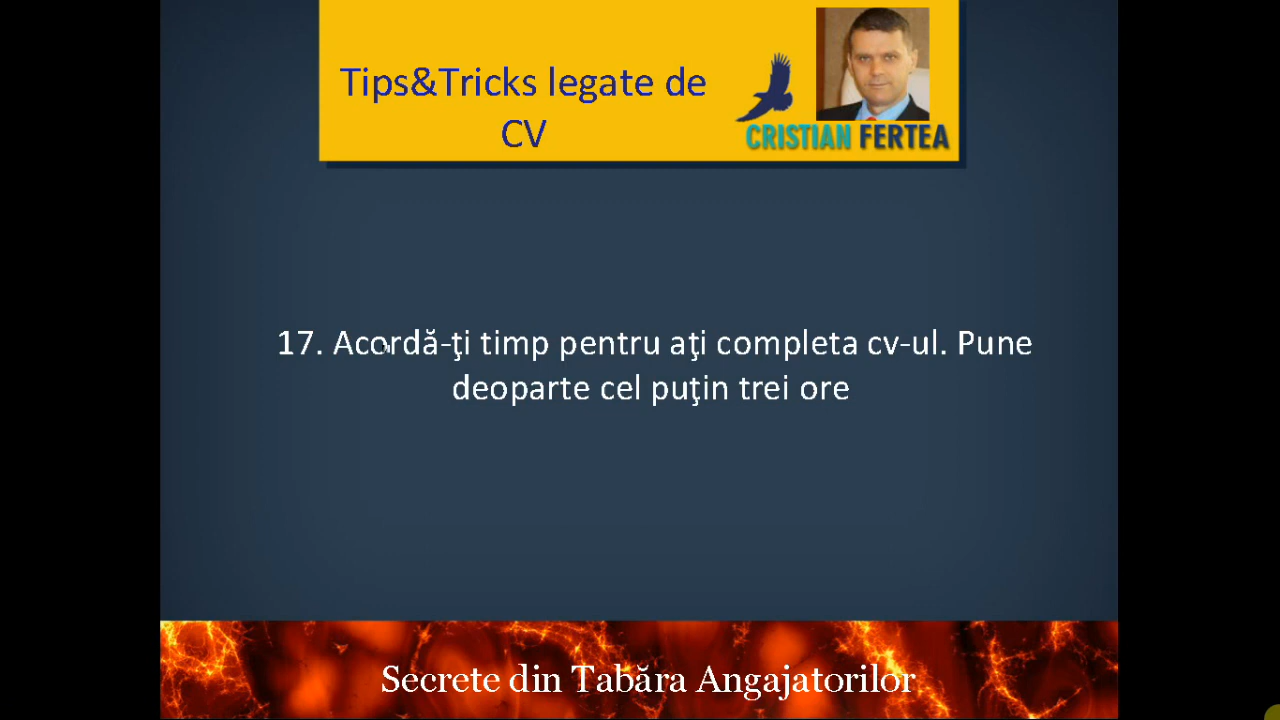 Tips&Tricks legate de
CV
CRISTIAN FERTEA
17. Acordă-ţi timp pentru aţi completa cv-ul. Pune
deoparte cel puţin trei ore
Secrete din Tabăra Angajatorilor